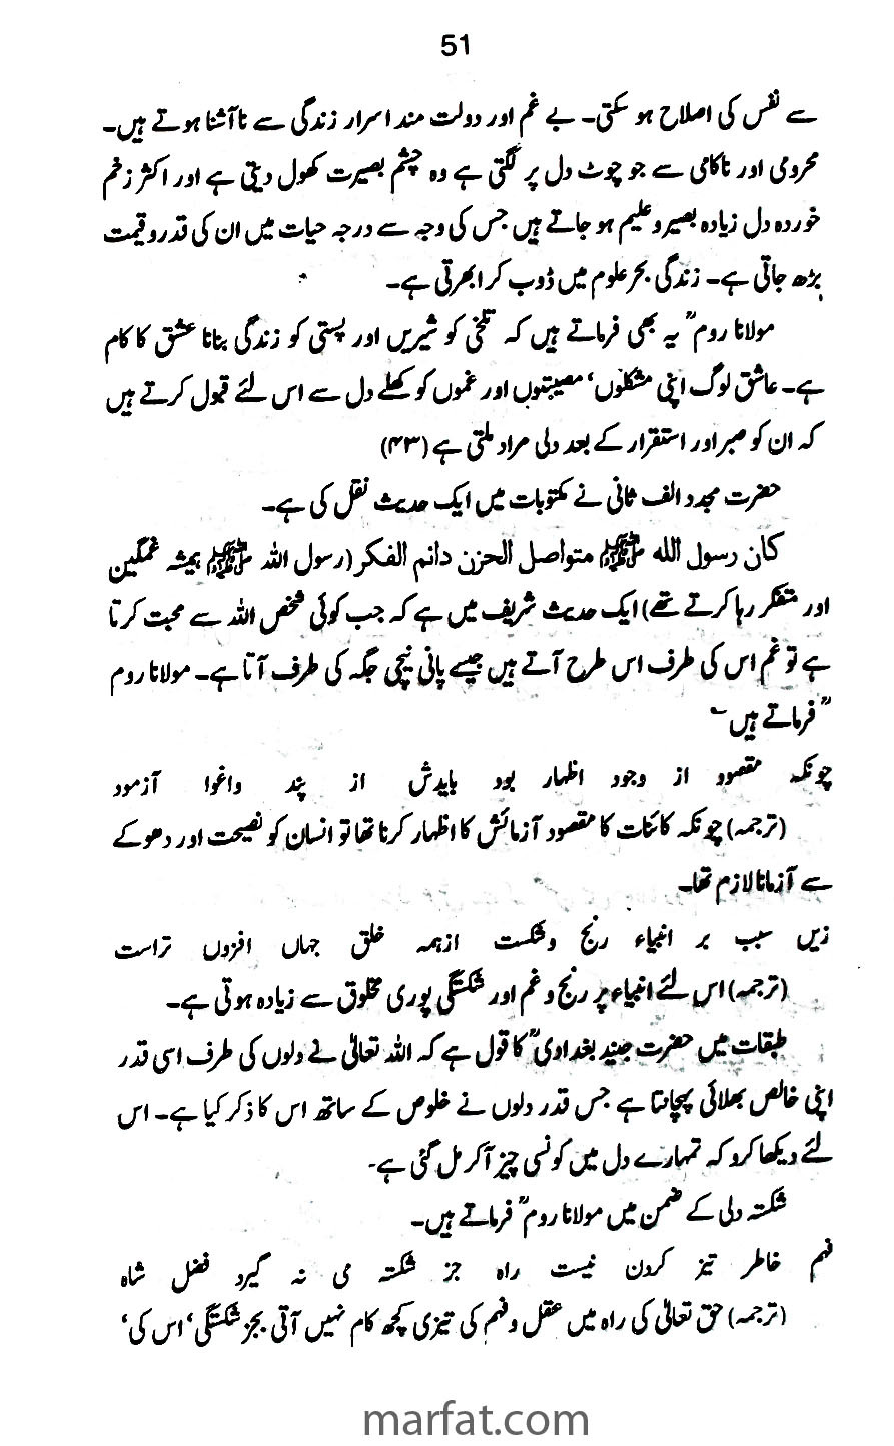 51
سے نفس کی اصلاح ہو سکتی۔ بے غم اور دولت مند اسرار زندگی سے ناآشنا ہوتے ہیں۔
محرومی اور ناکامی سے جو چوٹ دل پر لگتی ہے وہ چشم بصیرت کھول دیتی ہے اور اکثر زخم
خوردہ دل زیادہ بصیر و علیم ہو جاتے ہیں جس کی وجہ سے درجہ حیات میں ان کی قدر و قیمت
بڑھ جاتی ہے۔ زندگی بحر علوم میں ڈوب کر ابھرتی ہے۔
مولانا رومؒ یہ بھی فرماتے ہیں کہ تلخی کو شیریں اور پستی کو زندگی بنانا عشق کا کام
ہے۔ عاشق لوگ اپنی مشکلوں‘ مصیبتوں اور غموں کو کھلے دل سے اس لئے قبول کرتے ہیں
کہ ان کو صبر اور استقرار کے بعد دلی مراد ملتی ہے (۴۳)
حضرت مجدد الف ثانی نے مکتوبات میں ایک حدیث نقل کی ہے۔
کان رسول اللہ ﷺ متواصل الحزن دانم الفکر (رسول اللہ ﷺ ہمیشہ غمگین
اور متفکر رہا کرتے تھے) ایک حدیث شریف میں ہے کہ جب کوئی شخص اللہ سے محبت کرتا
ہے تو غم اس کی طرف اس طرح آتے ہیں جیسے پانی نیچی جگہ کی طرف آتا ہے۔ مولانا روم
ؒ فرماتے ہیں ؎
چونکہ مقصود از وجود اظہار بود بایدش از پند واغوا آزمود
(ترجمہ) چونکہ کائنات کا مقصود آزمائش کا اظہار کرنا تھا تو انسان کو نصیحت اور دھوکے
سے آزمانا لازم تھا۔
زیں سبب بر انبیاء رنج و شکست ازہمہ خلق جہاں افزوں تراست
(ترجمہ) اس لئے انبیاء پر رنج و غم اور شکستگی پوری مخلوق سے زیادہ ہوتی ہے۔
طبقات میں حضرت جنید بغدادیؒ کا قول ہے کہ اللہ تعالیٰ نے دلوں کی طرف اسی قدر
اپنی خالص بھلائی پہچانتا ہے جس قدر دلوں نے خلوص کے ساتھ اس کا ذکر کیا ہے۔ اس
لئے دیکھا کرو کہ تمہارے دل میں کونسی چیز آ کر مل گئی ہے۔
شکستہ دلی کے ضمن میں مولانا رومؒ فرماتے ہیں۔
فہم خاطر تیز کردن نیست راہ جز شکستہ می نہ گیرد فضل شاہ
(ترجمہ) حق تعالیٰ کی راہ میں عقل و فہم کی تیزی کچھ کام نہیں آتی بجز شکستگی‘ اس کی‘
marfat.com